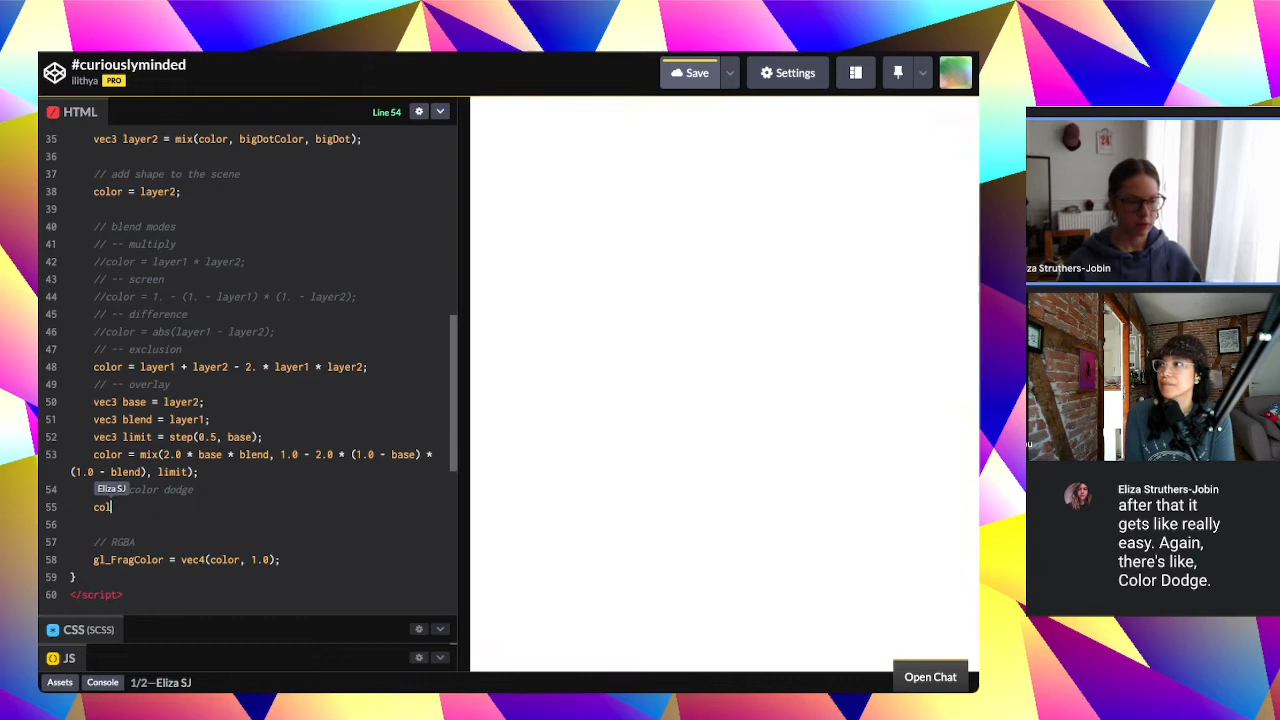 #curiouslyminded
ilithya PRO
Save
Settings
HTML
Line 54
35 vec3 layer2 = mix(color, bigDotColor, bigDot);
36
37 // add shape to the scene
38 color = layer2;
39
40 // blend modes
41 // -- multiply
42 //color = layer1 * layer2;
43 // -- screen
44 //color = 1. - (1. - layer1) * (1. - layer2);
45 // -- difference
46 //color = abs(layer1 - layer2);
47 // -- exclusion
48 color = layer1 + layer2 - 2. * layer1 * layer2;
49 // -- overlay
50 vec3 base = layer2;
51 vec3 blend = layer1;
52 vec3 limit = step(0.5, base);
53 color = mix(2.0 * base * blend, 1.0 - 2.0 * (1.0 - base) *
(1.0 - blend), limit);
54 color dodge
Eliza SJ
55 col
56
57 // RGBA
58 gl_FragColor = vec4(color, 1.0);
59 }
60 </script>
CSS (SCSS)
JS
Assets Console 1/2—Eliza SJ
Open Chat
za Struthers-Jobin
Eliza Struthers-Jobin
after that it
gets like really
easy. Again,
there's like,
Color Dodge.